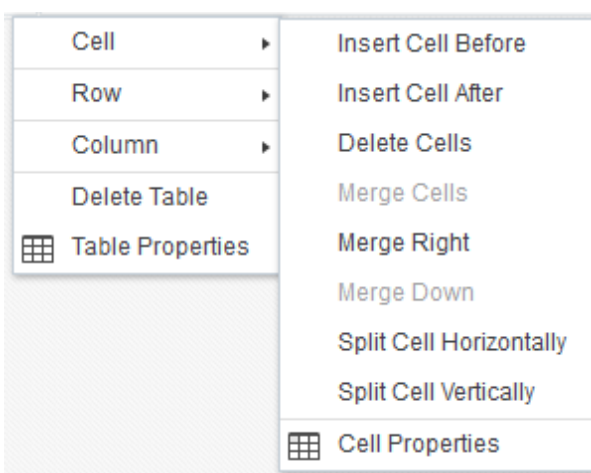 Cell
Row
Column
Delete Table
Table Properties
Insert Cell Before
Insert Cell After
Delete Cells
Merge Cells
Merge Right
Merge Down
Split Cell Horizontally
Split Cell Vertically
Cell Properties